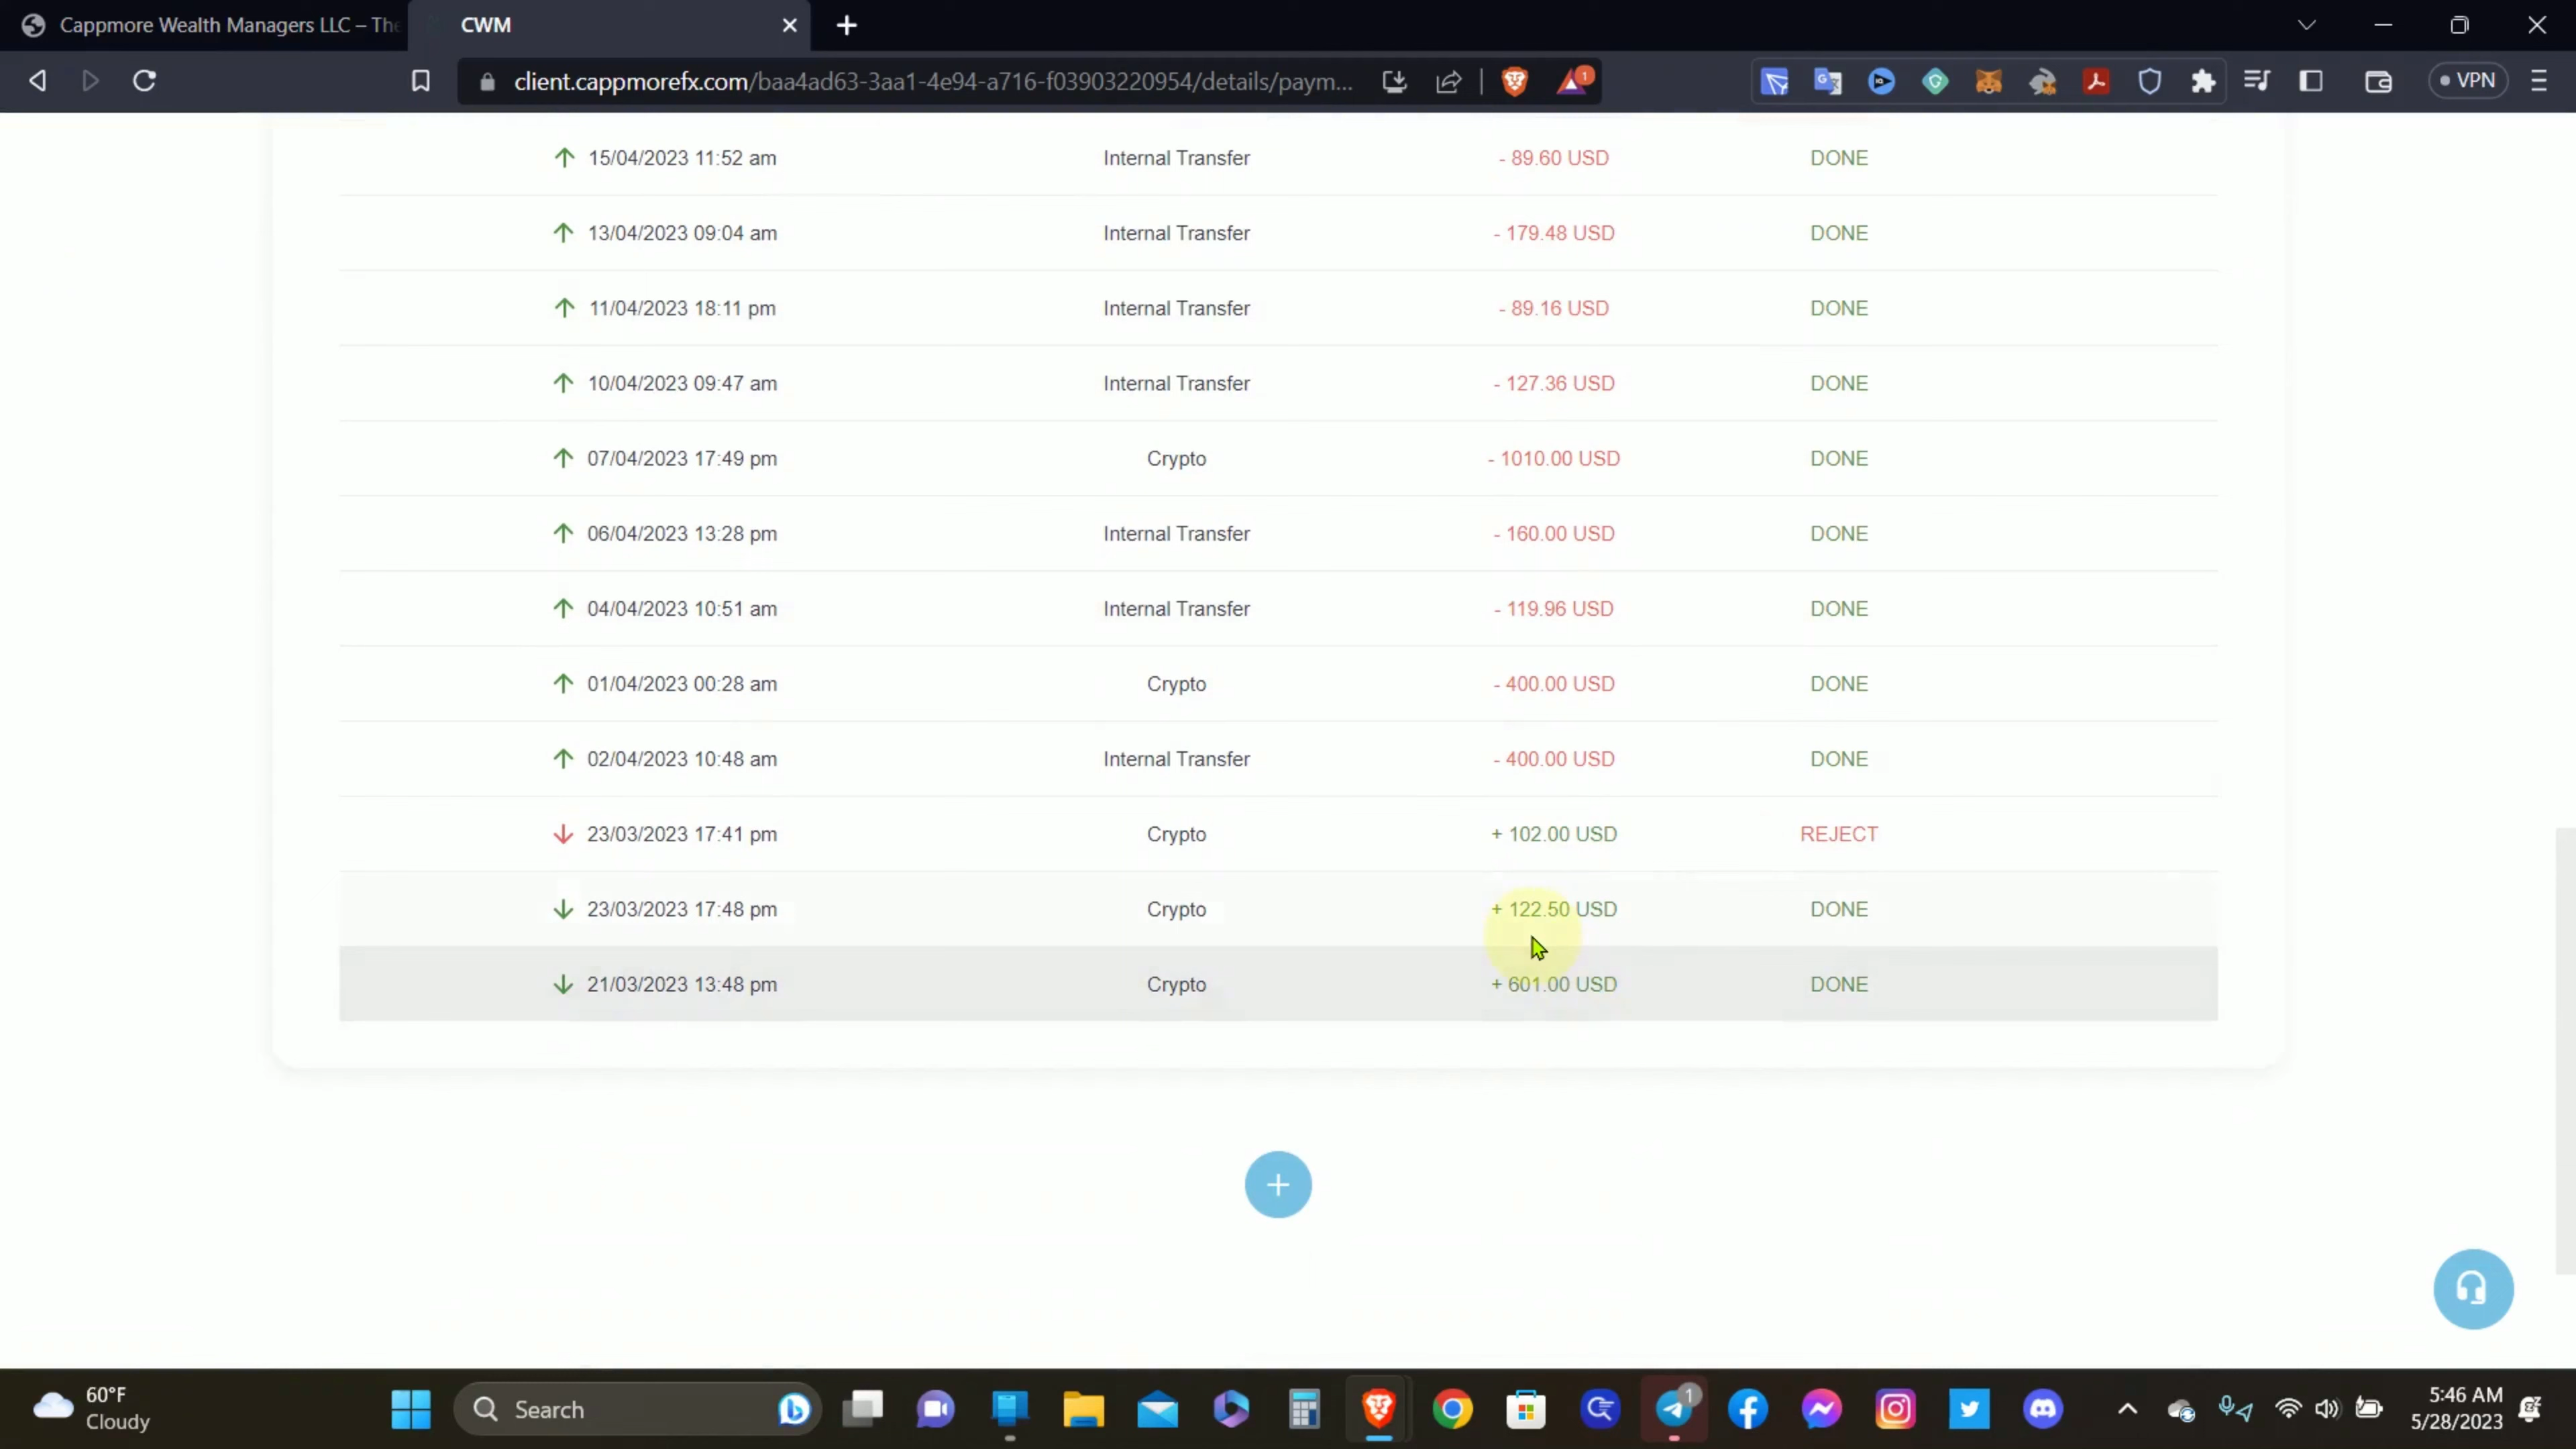 Cappmore Wealth Managers LLC – The
CWM
client.cappmorefx.com/baa4ad63-3aa1-4e94-a716-f03903220954/details/paym...
1
VPN
15/04/2023 11:52 am Internal Transfer - 89.60 USD DONE
13/04/2023 09:04 am Internal Transfer - 179.48 USD DONE
11/04/2023 18:11 pm Internal Transfer - 89.16 USD DONE
10/04/2023 09:47 am Internal Transfer - 127.36 USD DONE
07/04/2023 17:49 pm Crypto - 1010.00 USD DONE
06/04/2023 13:28 pm Internal Transfer - 160.00 USD DONE
04/04/2023 10:51 am Internal Transfer - 119.96 USD DONE
01/04/2023 00:28 am Crypto - 400.00 USD DONE
02/04/2023 10:48 am Internal Transfer - 400.00 USD DONE
23/03/2023 17:41 pm Crypto + 102.00 USD REJECT
23/03/2023 17:48 pm Crypto + 122.50 USD DONE
21/03/2023 13:48 pm Crypto + 601.00 USD DONE
60°F
Cloudy
Search
1
5:46 AM
5/28/2023